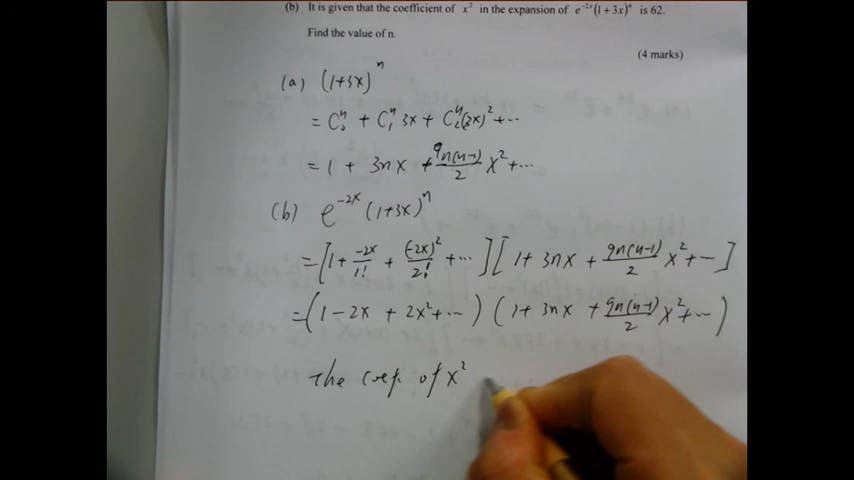 (b) It is given that the coefficient of x² in the expansion of e⁻²ˣ(1+3x)ⁿ is 62.
Find the value of n.
(4 marks)
(a) (1+3x)ⁿ
= C₀ⁿ + C₁ⁿ 3x + C₂ⁿ(3x)² + ...
= 1 + 3nx + 9n(n-1)/2 x² + ...
(b) e⁻²ˣ (1+3x)ⁿ
= [1 + -2x/1! + (-2x)²/2! + ...][1 + 3nx + 9n(n-1)/2 x² + ...]
= (1 - 2x + 2x² + ...) (1 + 3nx + 9n(n-1)/2 x² + ...)
The coef. of x²